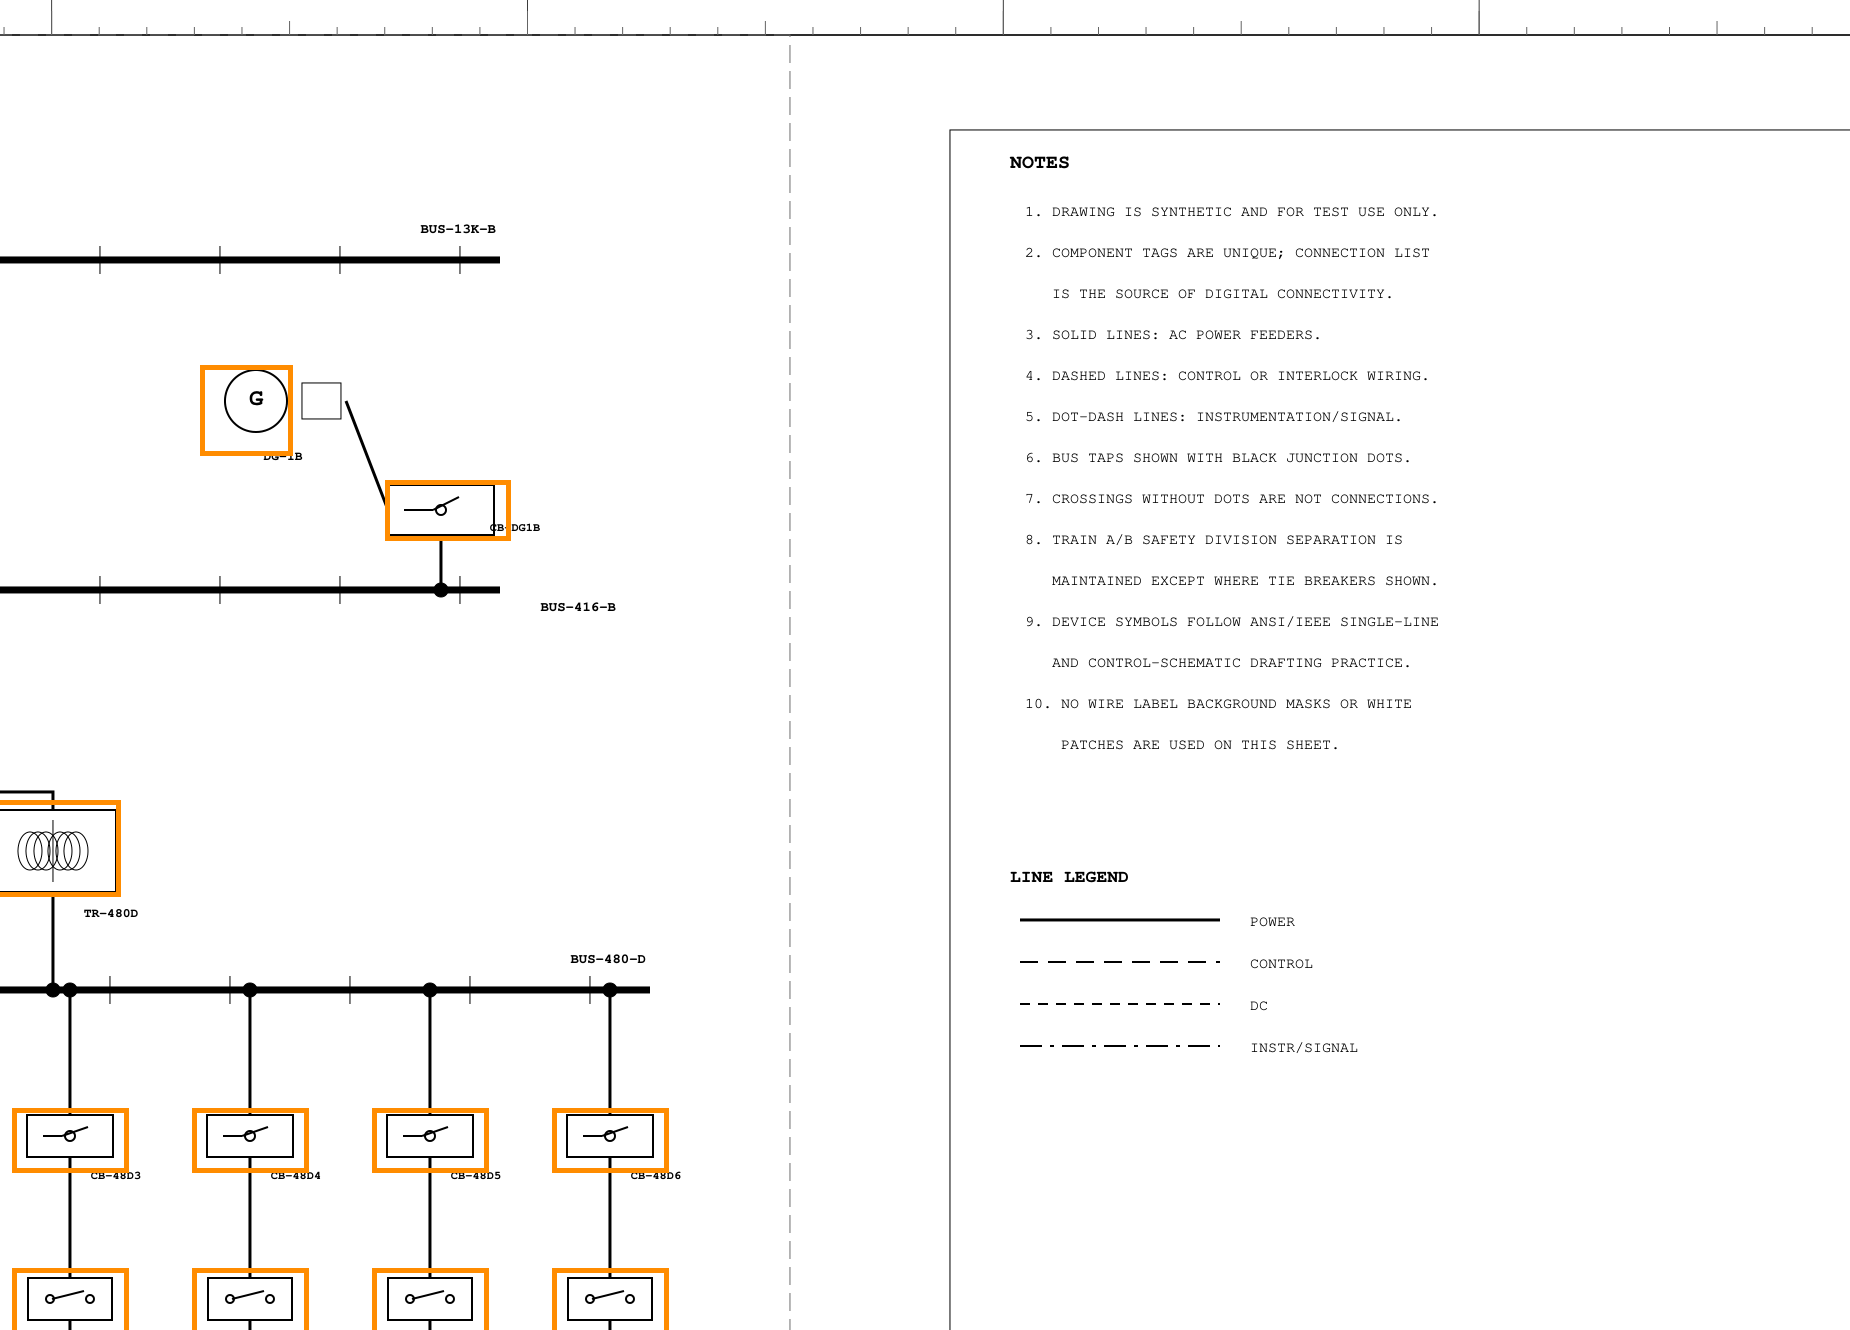 BUS-13K-B
G
DG-1B
CB-DG1B
BUS-416-B
TR-480D
BUS-480-D
CB-48D3
CB-48D4
CB-48D5
CB-48D6
NOTES
1. DRAWING IS SYNTHETIC AND FOR TEST USE ONLY.
2. COMPONENT TAGS ARE UNIQUE; CONNECTION LIST
IS THE SOURCE OF DIGITAL CONNECTIVITY.
3. SOLID LINES: AC POWER FEEDERS.
4. DASHED LINES: CONTROL OR INTERLOCK WIRING.
5. DOT-DASH LINES: INSTRUMENTATION/SIGNAL.
6. BUS TAPS SHOWN WITH BLACK JUNCTION DOTS.
7. CROSSINGS WITHOUT DOTS ARE NOT CONNECTIONS.
8. TRAIN A/B SAFETY DIVISION SEPARATION IS
MAINTAINED EXCEPT WHERE TIE BREAKERS SHOWN.
9. DEVICE SYMBOLS FOLLOW ANSI/IEEE SINGLE-LINE
AND CONTROL-SCHEMATIC DRAFTING PRACTICE.
10. NO WIRE LABEL BACKGROUND MASKS OR WHITE
PATCHES ARE USED ON THIS SHEET.
LINE LEGEND
POWER
CONTROL
DC
INSTR/SIGNAL